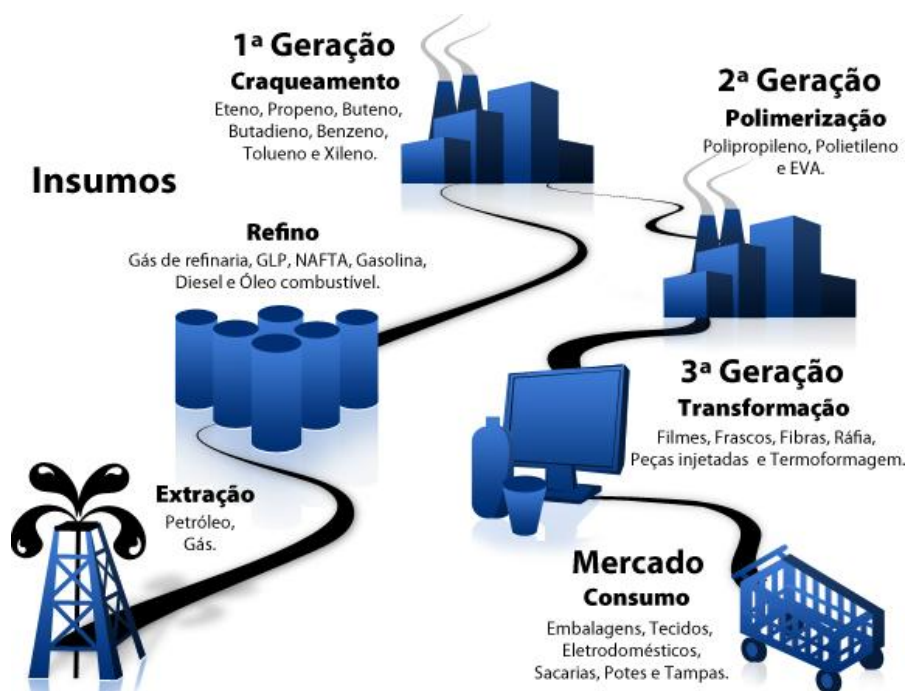 1ª Geração
Craqueamento
Eteno, Propeno, Buteno,
Butadieno, Benzeno,
Tolueno e Xileno.
2ª Geração
Polimerização
Polipropileno, Polietileno
e EVA.
Insumos
Refino
Gás de refinaria, GLP, NAFTA, Gasolina,
Diesel e Óleo combustível.
3ª Geração
Transformação
Filmes, Frascos, Fibras, Ráfia,
Peças injetadas e Termoformagem.
Extração
Petróleo,
Gás.
Mercado
Consumo
Embalagens, Tecidos,
Eletrodomésticos,
Sacarias, Potes e Tampas.